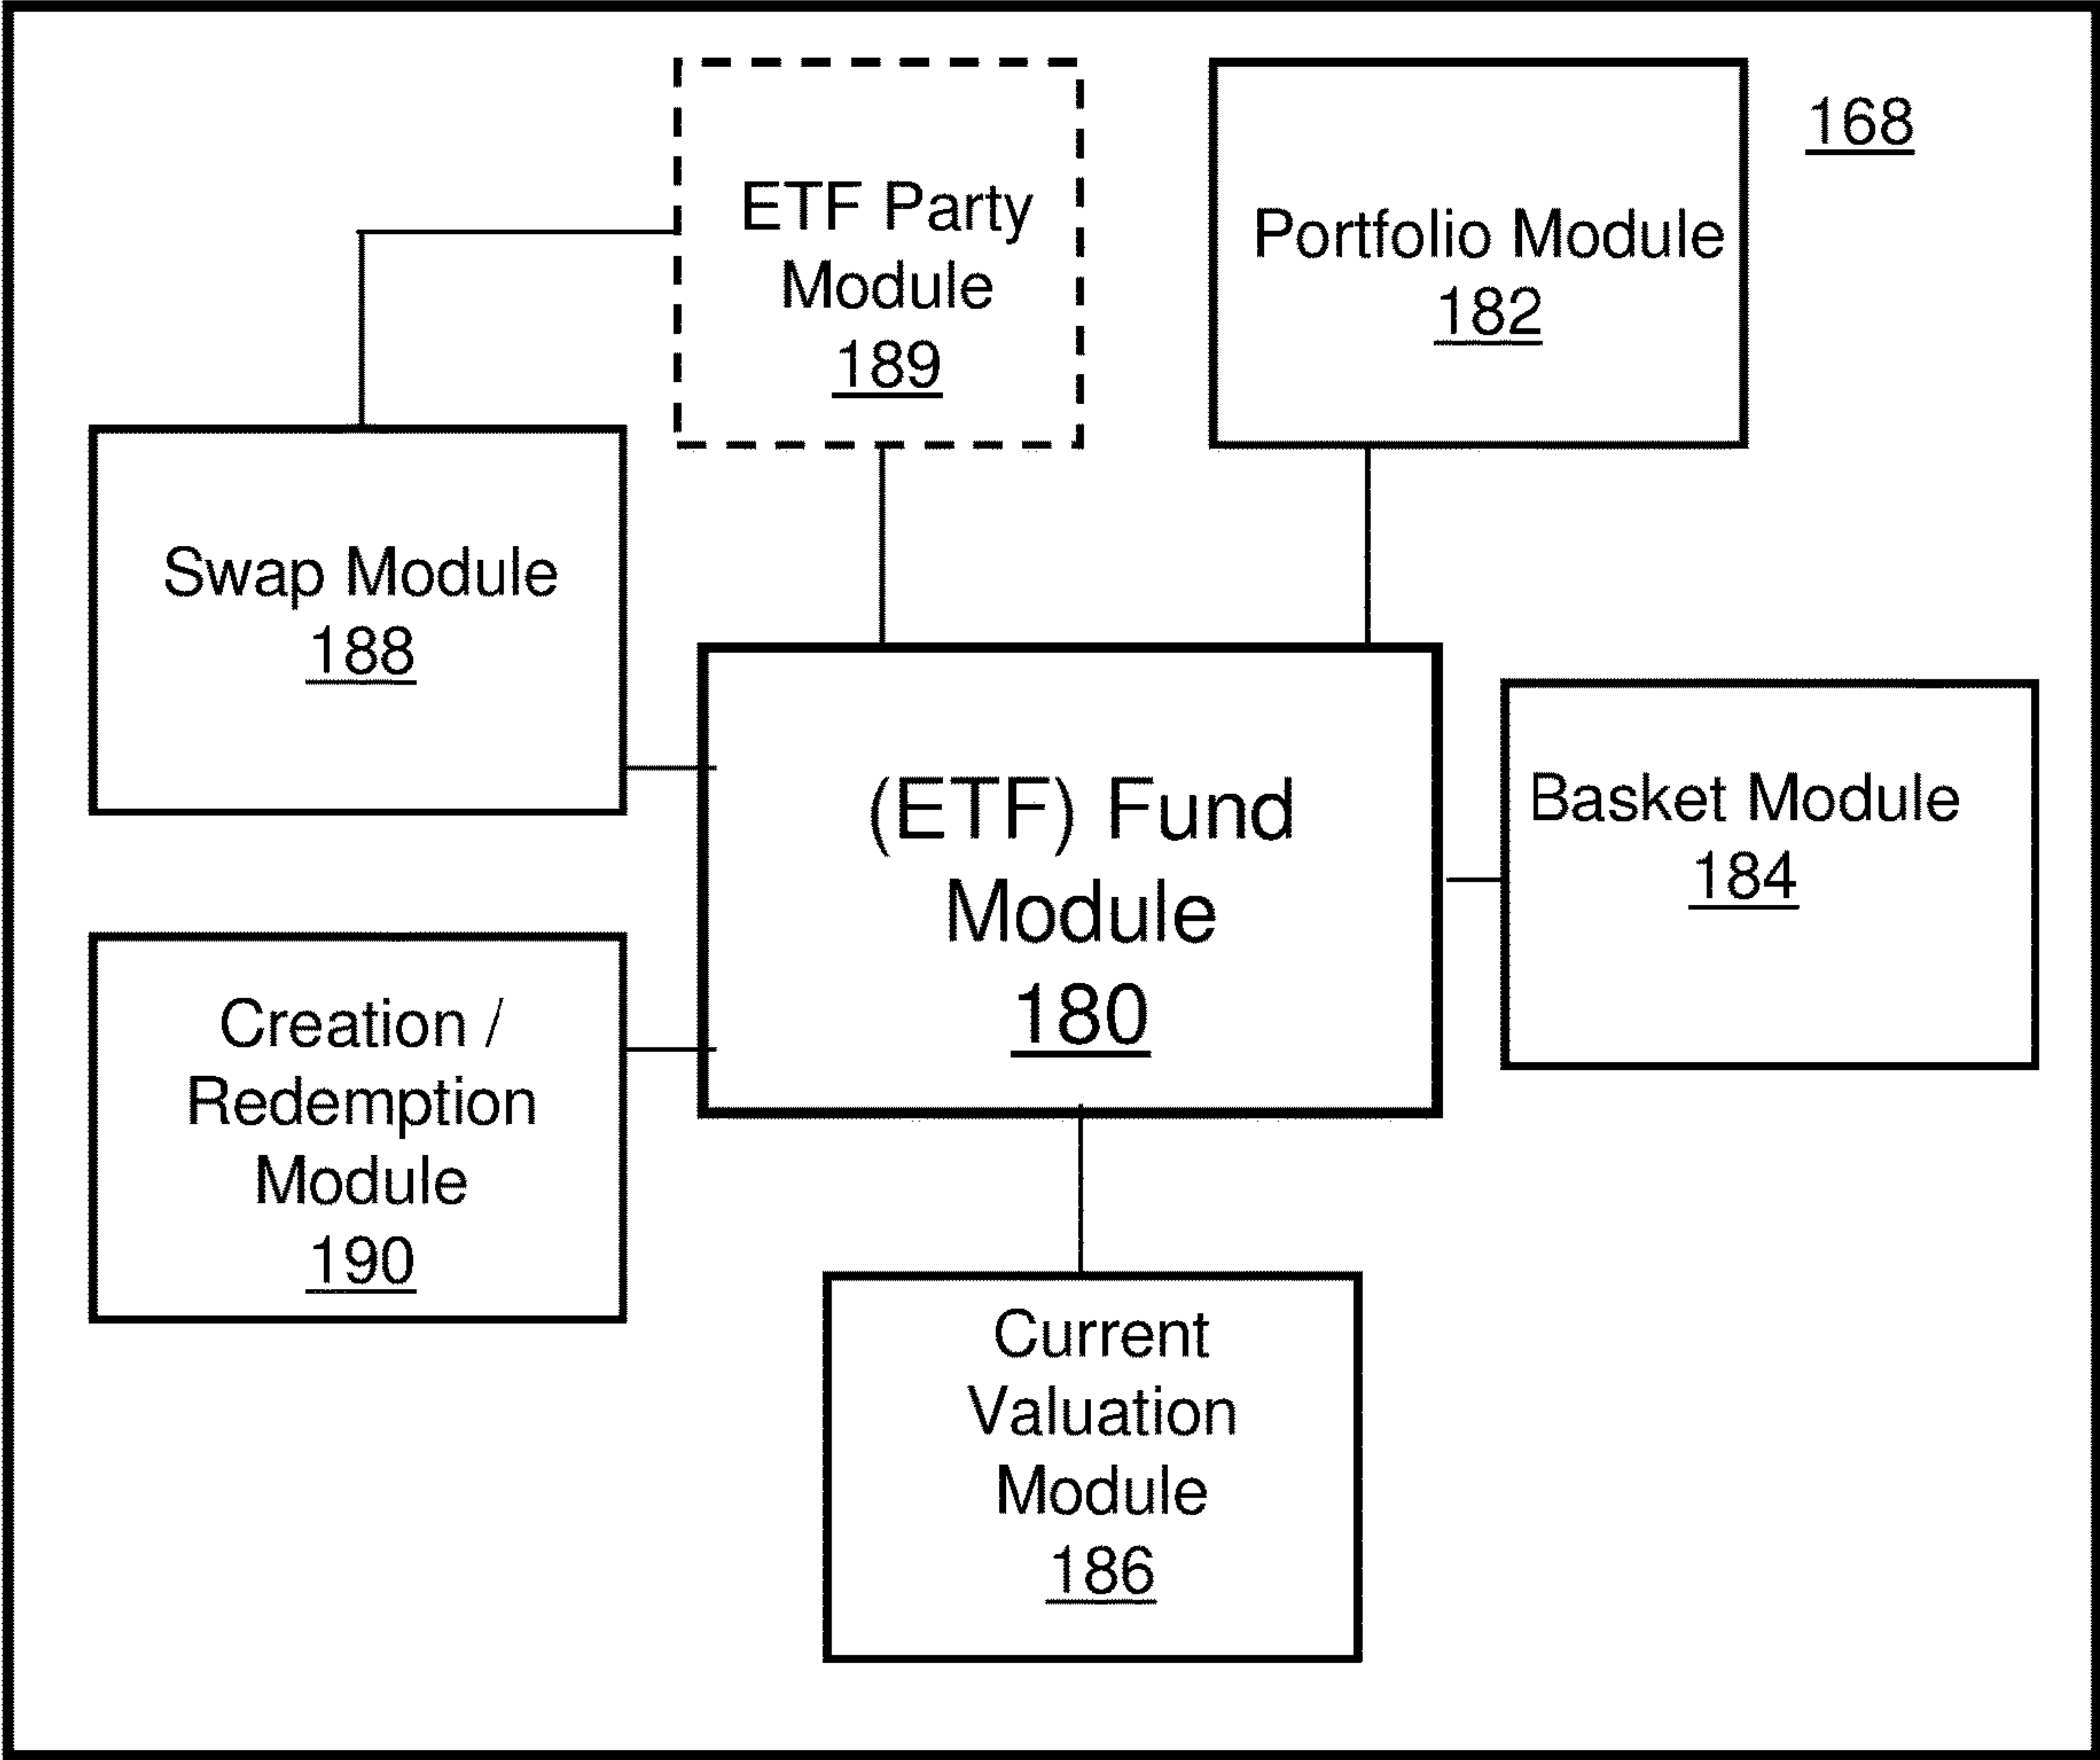 ETF Party
Module
189
Portfolio Module
182
168
Swap Module
188
(ETF) Fund
Module
180
Basket Module
184
Creation /
Redemption
Module
190
Current
Valuation
Module
186